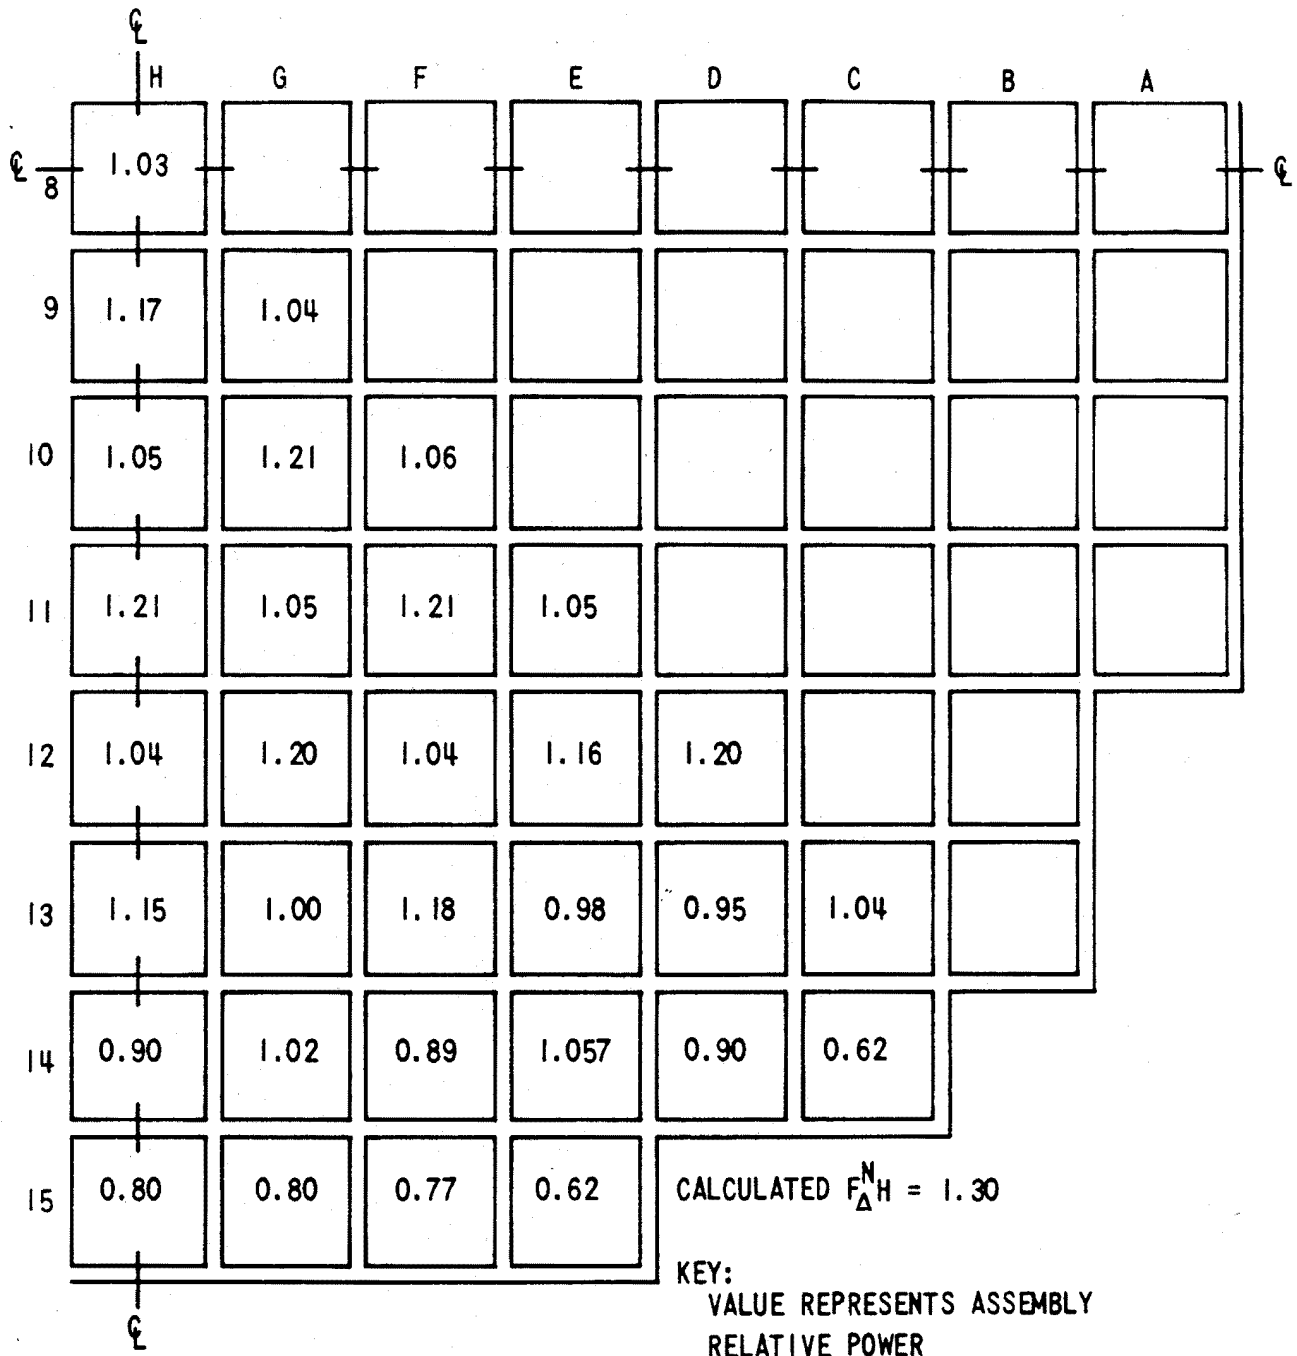 ℄
H G F E D C B A
℄ 8 1.03 ℄
9 1.17 1.04
10 1.05 1.21 1.06
11 1.21 1.05 1.21 1.05
12 1.04 1.20 1.04 1.16 1.20
13 1.15 1.00 1.18 0.98 0.95 1.04
14 0.90 1.02 0.89 1.057 0.90 0.62
15 0.80 0.80 0.77 0.62 CALCULATED F^N_ΔH = 1.30
KEY:
VALUE REPRESENTS ASSEMBLY
℄
RELATIVE POWER